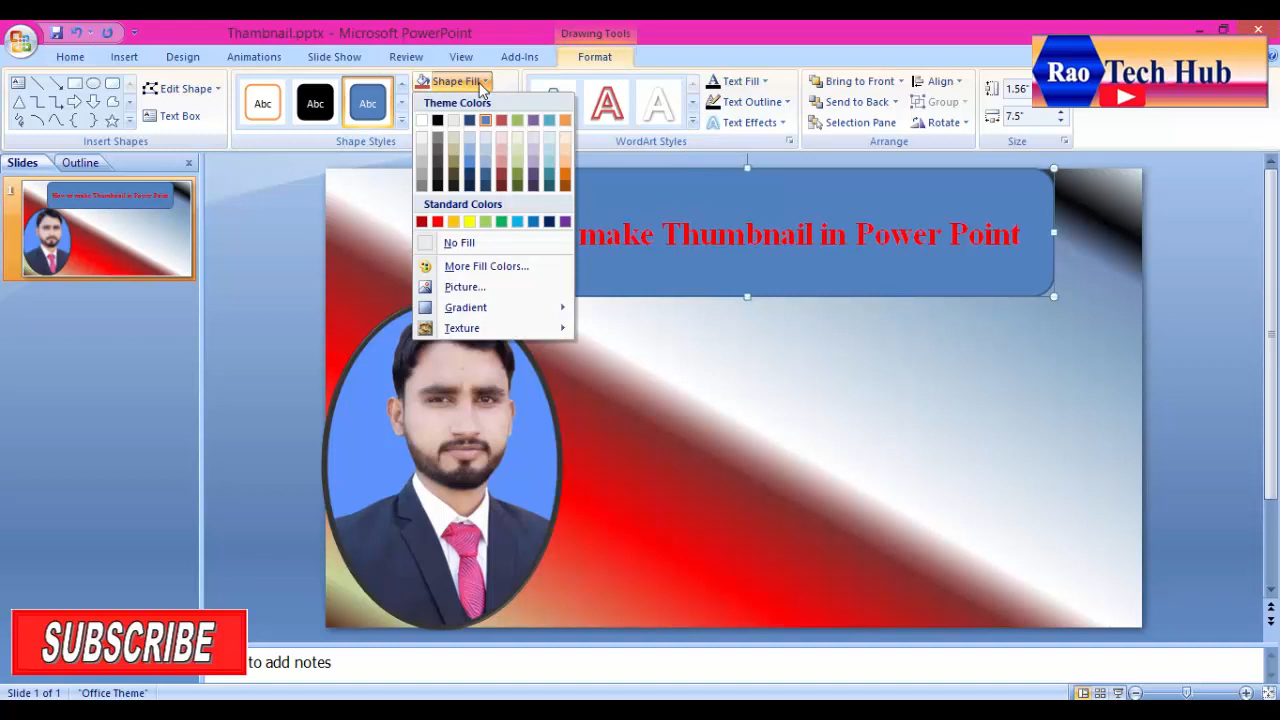 Thambnail.pptx - Microsoft PowerPoint
Drawing Tools
Home Insert Design Animations Slide Show Review View Add-Ins Format
Rao Tech Hub
Edit Shape
Text Box
Insert Shapes
Abc Abc Abc
Shape Styles
Shape Fill
Text Fill
Text Outline
Text Effects
WordArt Styles
Bring to Front
Send to Back
Selection Pane
Align
Group
Rotate
Arrange
1.56"
7.5"
Size
Theme Colors
Standard Colors
No Fill
More Fill Colors...
Picture...
Gradient
Texture
Slides Outline
1
make Thumbnail in Power Point
SUBSCRIBE
to add notes
Slide 1 of 1 "Office Theme"